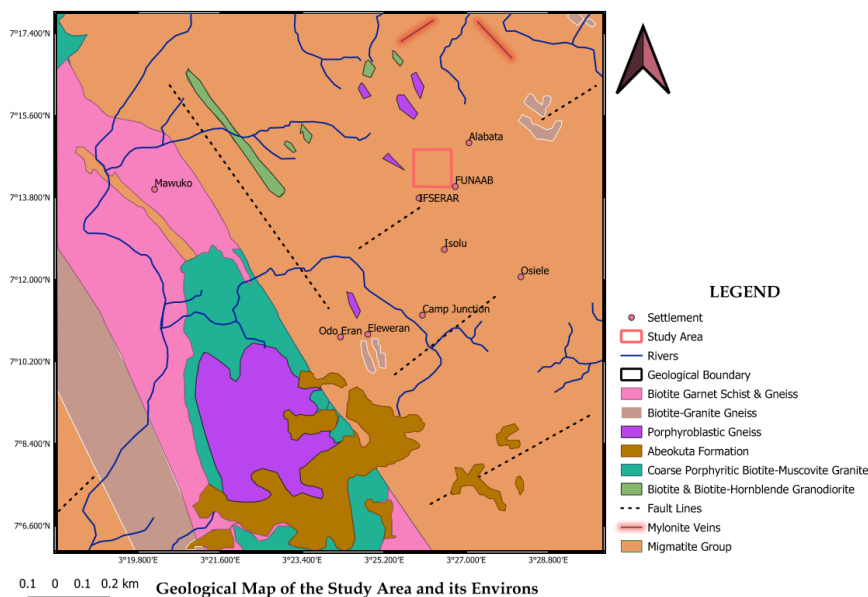 7°17.400'N
7°15.600'N
7°13.800'N
7°12.000'N
7°10.200'N
7°8.400'N
7°6.600'N
Alabata
FUNAAB
IFSERAR
Mawuko
Isolu
Osiele
Camp Junction
Odo Eran
Eleweran
3°19.800'E
3°21.600'E
3°23.400'E
3°25.200'E
3°27.000'E
3°28.800'E
LEGEND
Settlement
Study Area
Rivers
Geological Boundary
Biotite Garnet Schist & Gneiss
Biotite-Granite Gneiss
Porphyroblastic Gneiss
Abeokuta Formation
Coarse Porphyritic Biotite-Muscovite Granite
Biotite & Biotite-Hornblende Granodiorite
Fault Lines
Mylonite Veins
Migmatite Group
0.1 0 0.1 0.2 km
Geological Map of the Study Area and its Environs